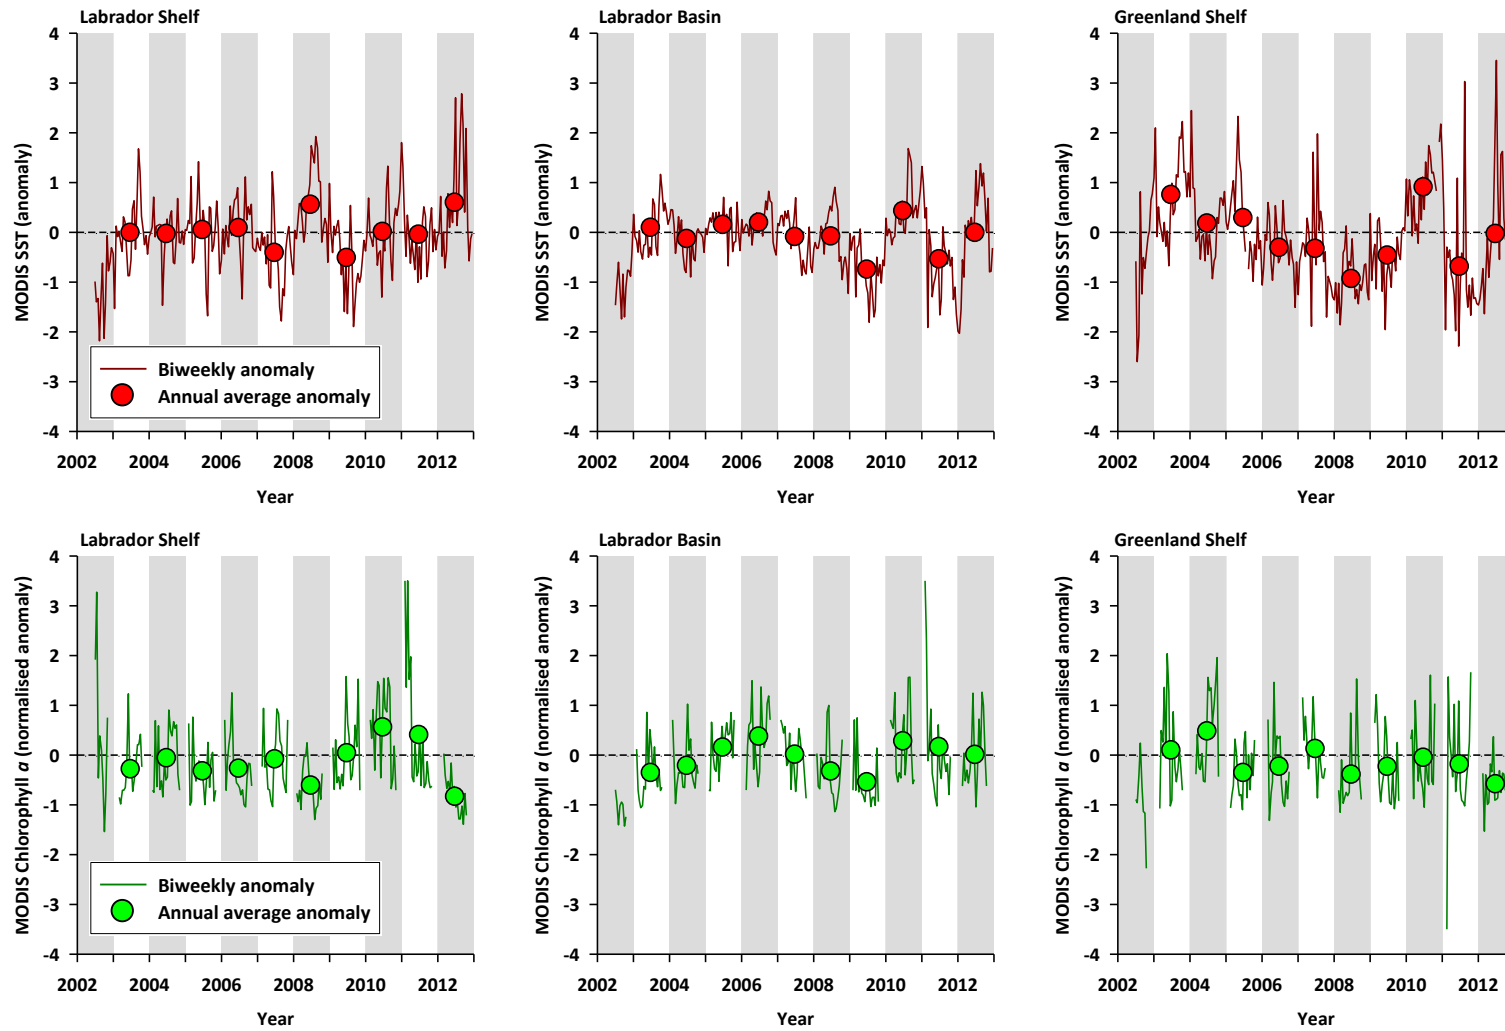 Labrador Shelf
MODIS SST (anomaly)
4
3
2
1
0
-1
-2
-3
-4
Biweekly anomaly
Annual average anomaly
2002 2004 2006 2008 2010 2012
Year
Labrador Basin
MODIS SST (anomaly)
4
3
2
1
0
-1
-2
-3
-4
2002 2004 2006 2008 2010 2012
Year
Greenland Shelf
MODIS SST (anomaly)
4
3
2
1
0
-1
-2
-3
-4
2002 2004 2006 2008 2010 2012
Year
Labrador Shelf
MODIS Chlorophyll a (normalised anomaly)
4
3
2
1
0
-1
-2
-3
-4
Biweekly anomaly
Annual average anomaly
2002 2004 2006 2008 2010 2012
Year
Labrador Basin
MODIS Chlorophyll a (normalised anomaly)
4
3
2
1
0
-1
-2
-3
-4
2002 2004 2006 2008 2010 2012
Year
Greenland Shelf
MODIS Chlorophyll a (normalised anomaly)
4
3
2
1
0
-1
-2
-3
-4
2002 2004 2006 2008 2010 2012
Year